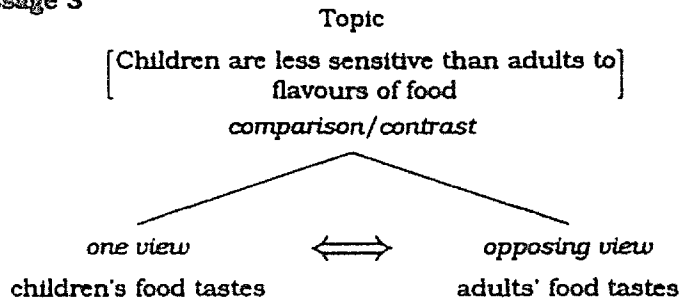 ssage 3
Topic
[Children are less sensitive than adults to
flavours of food]
comparison/contrast
one view ⟺ opposing view
children's food tastes adults' food tastes